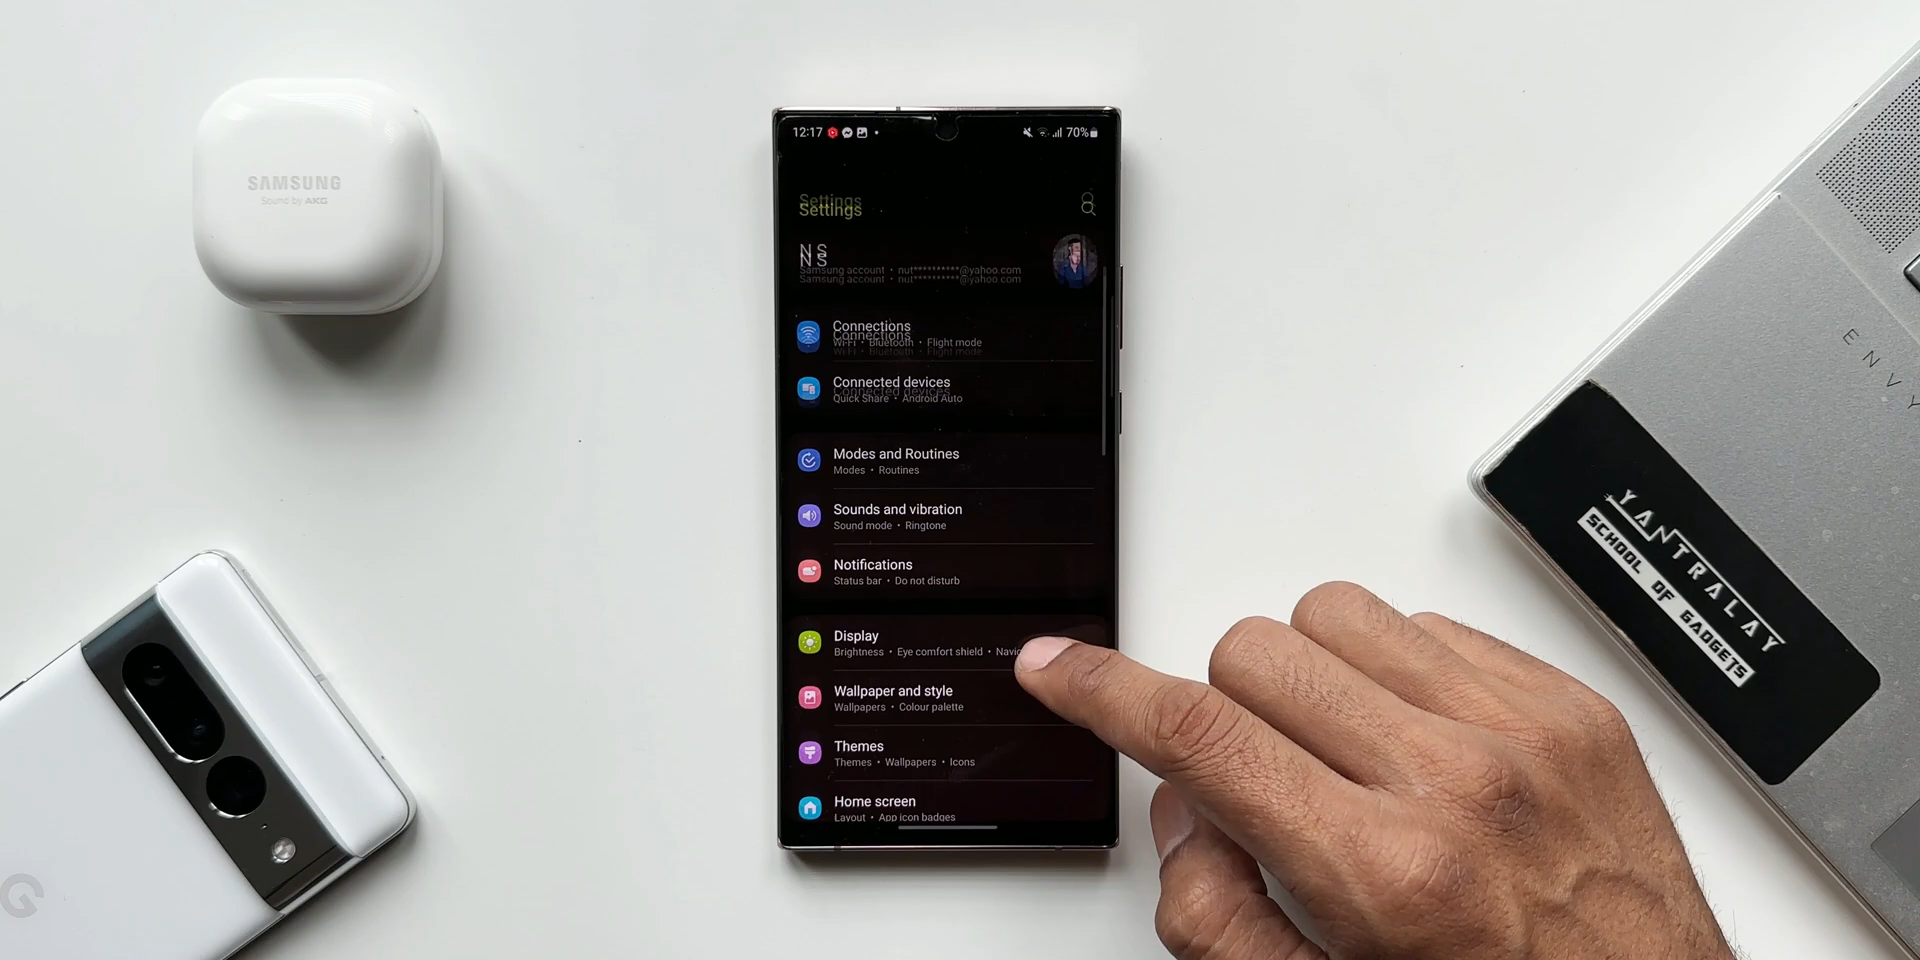 SAMSUNG
Sound by AKG
12:17
70%
Settings
N S
Samsung account • nut**********@yahoo.com
Connections
Wi-Fi • Bluetooth • Flight mode
Connected devices
Quick Share • Android Auto
Modes and Routines
Modes • Routines
Sounds and vibration
Sound mode • Ringtone
Notifications
Status bar • Do not disturb
Display
Brightness • Eye comfort shield •
Wallpaper and style
Wallpapers • Colour palette
Themes
Themes • Wallpapers • Icons
Home screen
Layout • App icon badges
ENVY
YANTRALAY
SCHOOL OF GADGETS
G